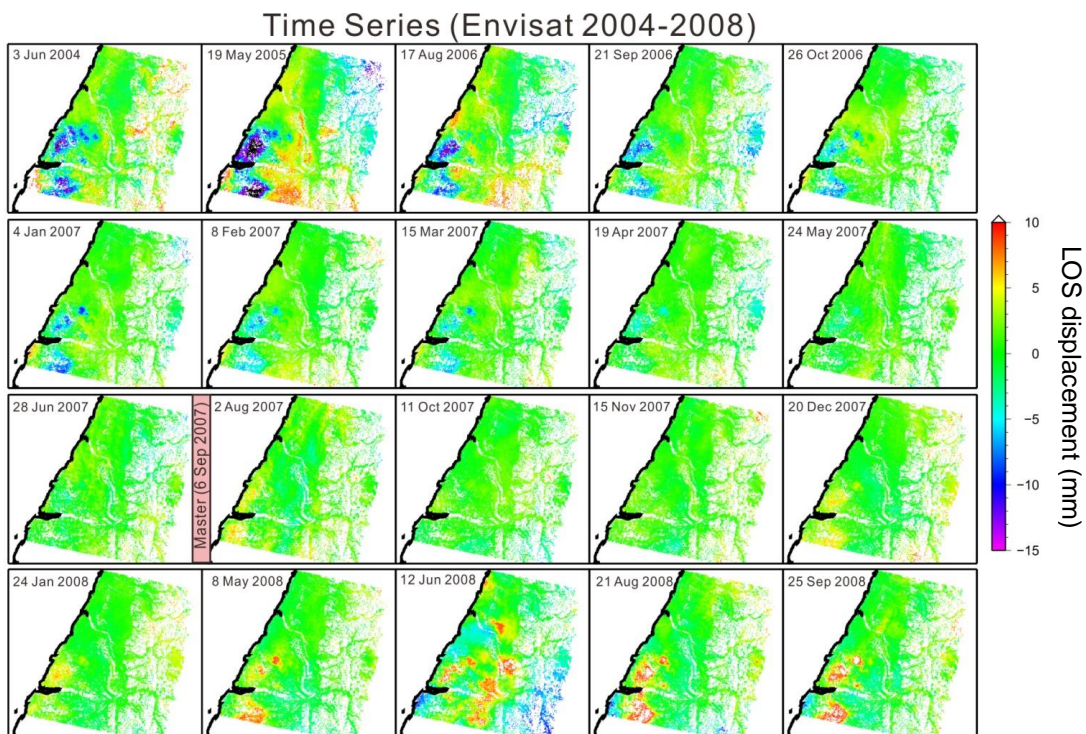 Time Series (Envisat 2004-2008)
3 Jun 2004
19 May 2005
17 Aug 2006
21 Sep 2006
26 Oct 2006
4 Jan 2007
8 Feb 2007
15 Mar 2007
19 Apr 2007
24 May 2007
28 Jun 2007
Master (6 Sep 2007)
2 Aug 2007
11 Oct 2007
15 Nov 2007
20 Dec 2007
24 Jan 2008
8 May 2008
12 Jun 2008
21 Aug 2008
25 Sep 2008
10
5
0
−5
−10
−15
LOS displacement (mm)